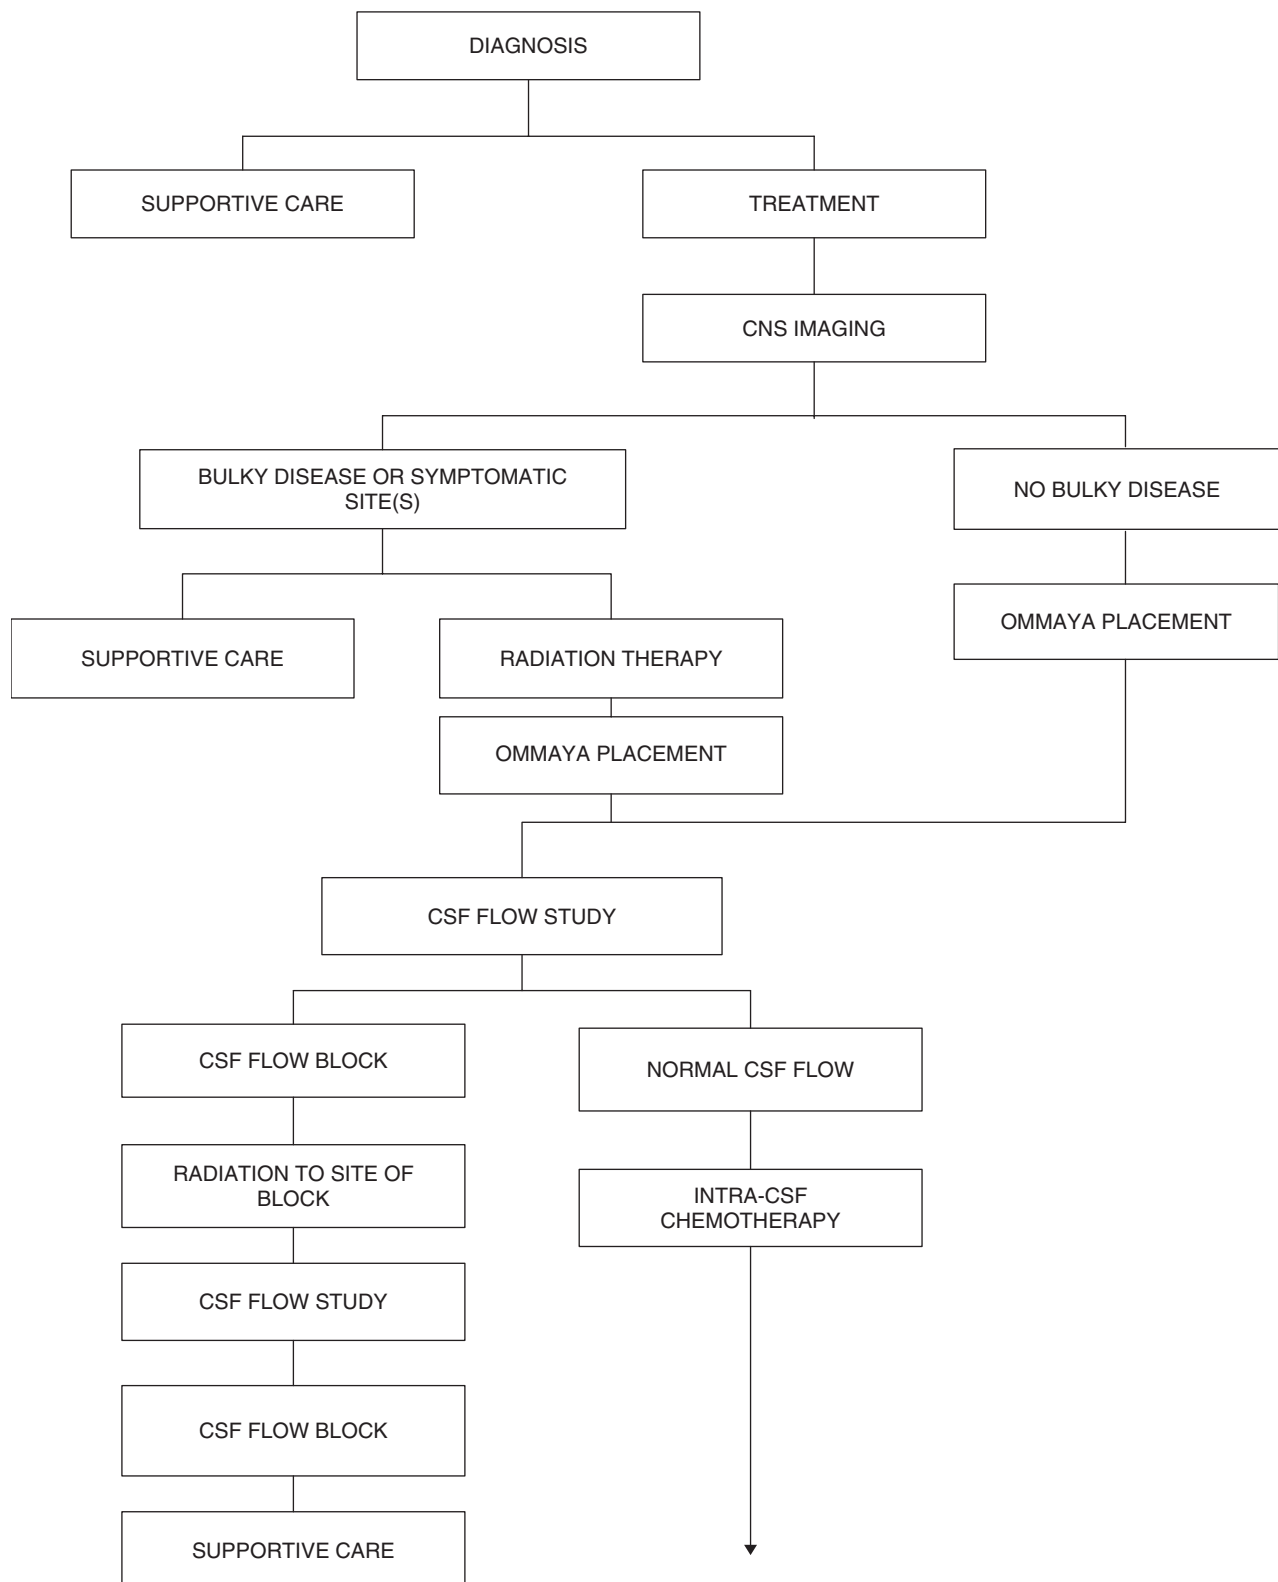 DIAGNOSIS
SUPPORTIVE CARE
TREATMENT
CNS IMAGING
BULKY DISEASE OR SYMPTOMATIC
SITE(S)
NO BULKY DISEASE
SUPPORTIVE CARE
RADIATION THERAPY
OMMAYA PLACEMENT
OMMAYA PLACEMENT
CSF FLOW STUDY
CSF FLOW BLOCK
NORMAL CSF FLOW
RADIATION TO SITE OF
BLOCK
INTRA-CSF
CHEMOTHERAPY
CSF FLOW STUDY
CSF FLOW BLOCK
SUPPORTIVE CARE